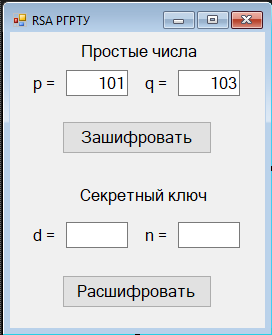 RSA РГРТУ
Простые числа
p = 101 q = 103
Зашифровать
Секретный ключ
d = n =
Расшифровать